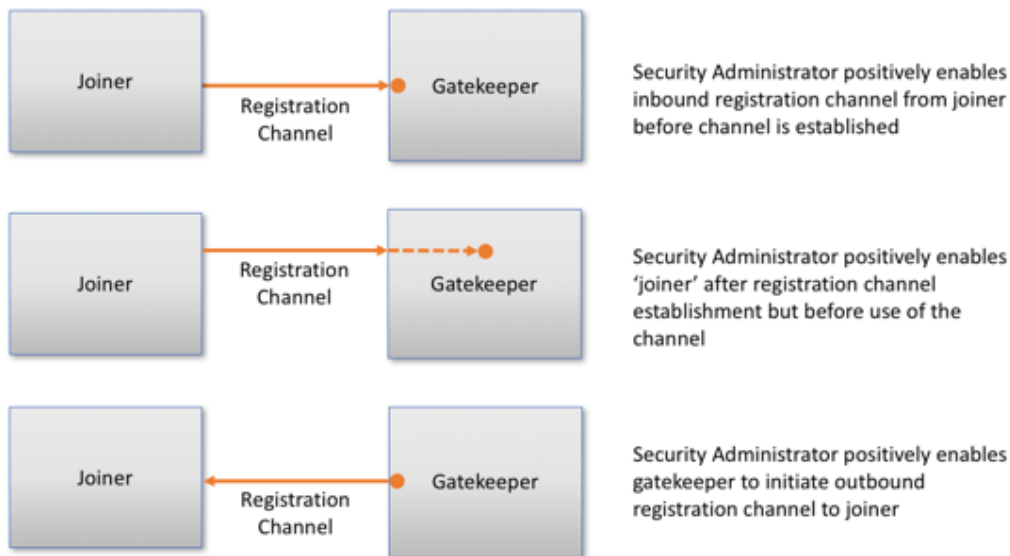 Joiner
Registration
Channel
Gatekeeper
Security Administrator positively enables
inbound registration channel from joiner
before channel is established
Joiner
Registration
Channel
Gatekeeper
Security Administrator positively enables
‘joiner’ after registration channel
establishment but before use of the
channel
Joiner
Registration
Channel
Gatekeeper
Security Administrator positively enables
gatekeeper to initiate outbound
registration channel to joiner